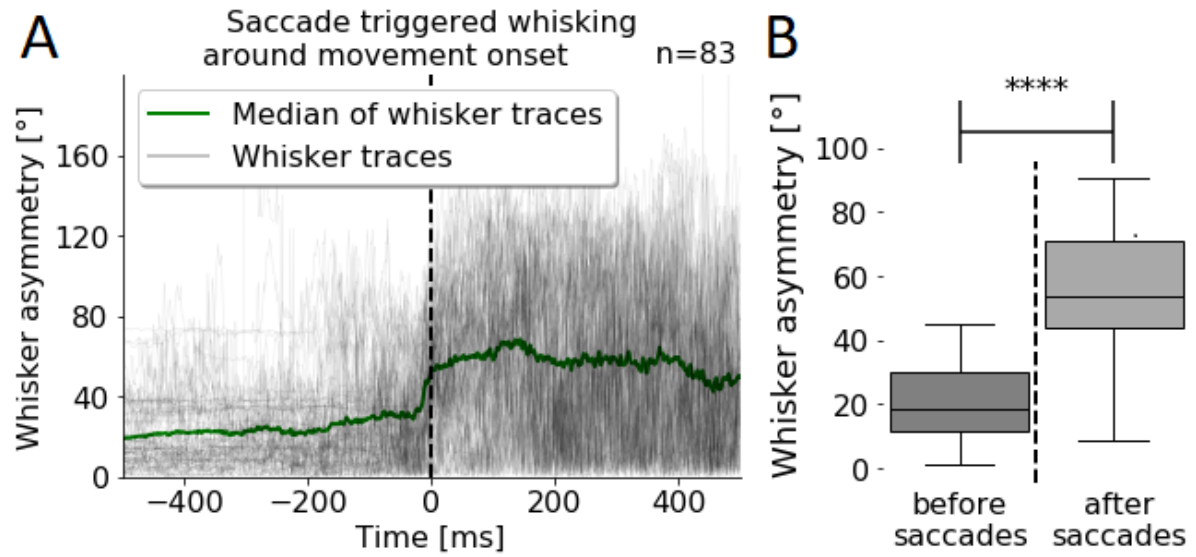 A
Saccade triggered whisking
around movement onset
n=83
Whisker asymmetry [°]
160
120
80
40
0
Median of whisker traces
Whisker traces
−400
−200
0
200
400
Time [ms]
B
****
Whisker asymmetry [°]
100
80
60
40
20
0
before
saccades
after
saccades